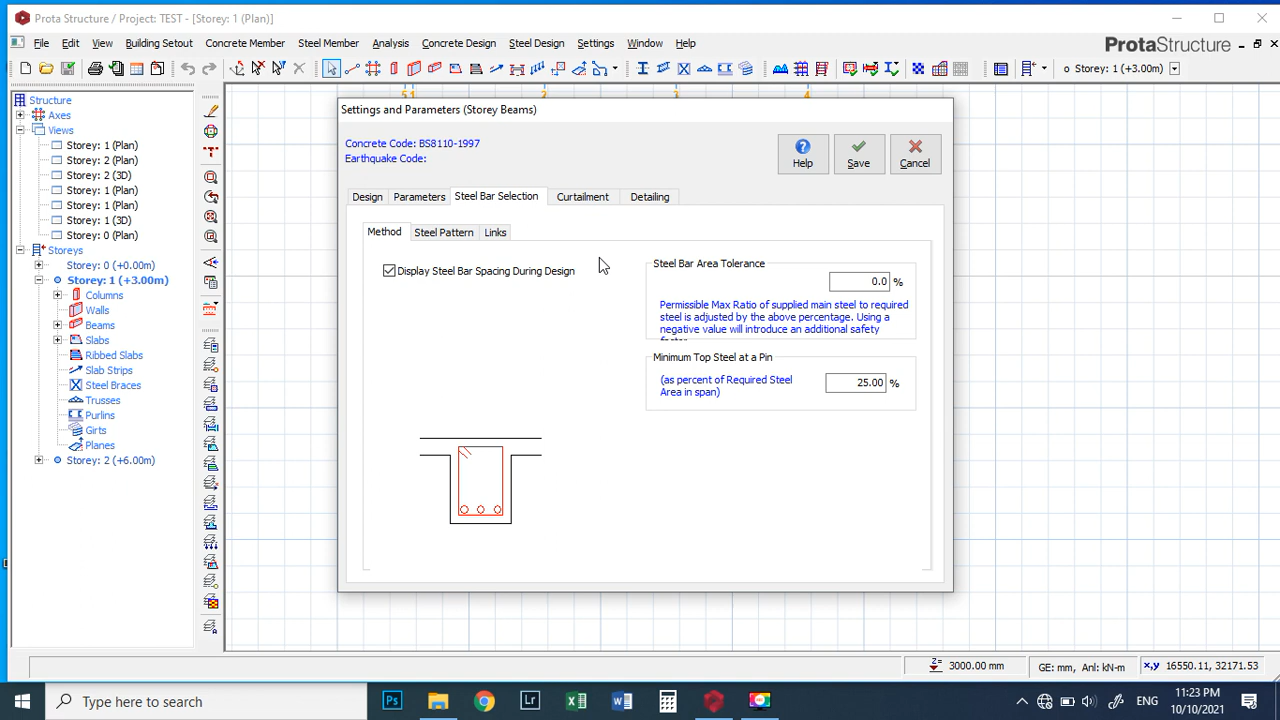 Prota Structure / Project: TEST - [Storey: 1 (Plan)]
File Edit View Building Setout Concrete Member Steel Member Analysis Concrete Design Steel Design Settings Window Help
ProtaStructure
Storey: 1 (+3.00m)
Structure
Axes
Views
Storey: 1 (Plan)
Storey: 2 (Plan)
Storey: 2 (3D)
Storey: 1 (Plan)
Storey: 1 (Plan)
Storey: 1 (3D)
Storey: 0 (Plan)
Storeys
Storey: 0 (+0.00m)
Storey: 1 (+3.00m)
Columns
Walls
Beams
Slabs
Ribbed Slabs
Slab Strips
Steel Braces
Trusses
Purlins
Girts
Planes
Storey: 2 (+6.00m)
Settings and Parameters (Storey Beams)
Concrete Code: BS8110-1997
Earthquake Code:
Help Save Cancel
Design Parameters Steel Bar Selection Curtailment Detailing
Method Steel Pattern Links
Display Steel Bar Spacing During Design
Steel Bar Area Tolerance
0.0 %
Permissible Max Ratio of supplied main steel to required
steel is adjusted by the above percentage. Using a
negative value will introduce an additional safety
Minimum Top Steel at a Pin
(as percent of Required Steel
Area in span)
25.00 %
3000.00 mm
GE: mm, Anl: kN-m
x,y 16550.11, 32171.53
Type here to search
Ps
Lr
ENG
11:23 PM
10/10/2021